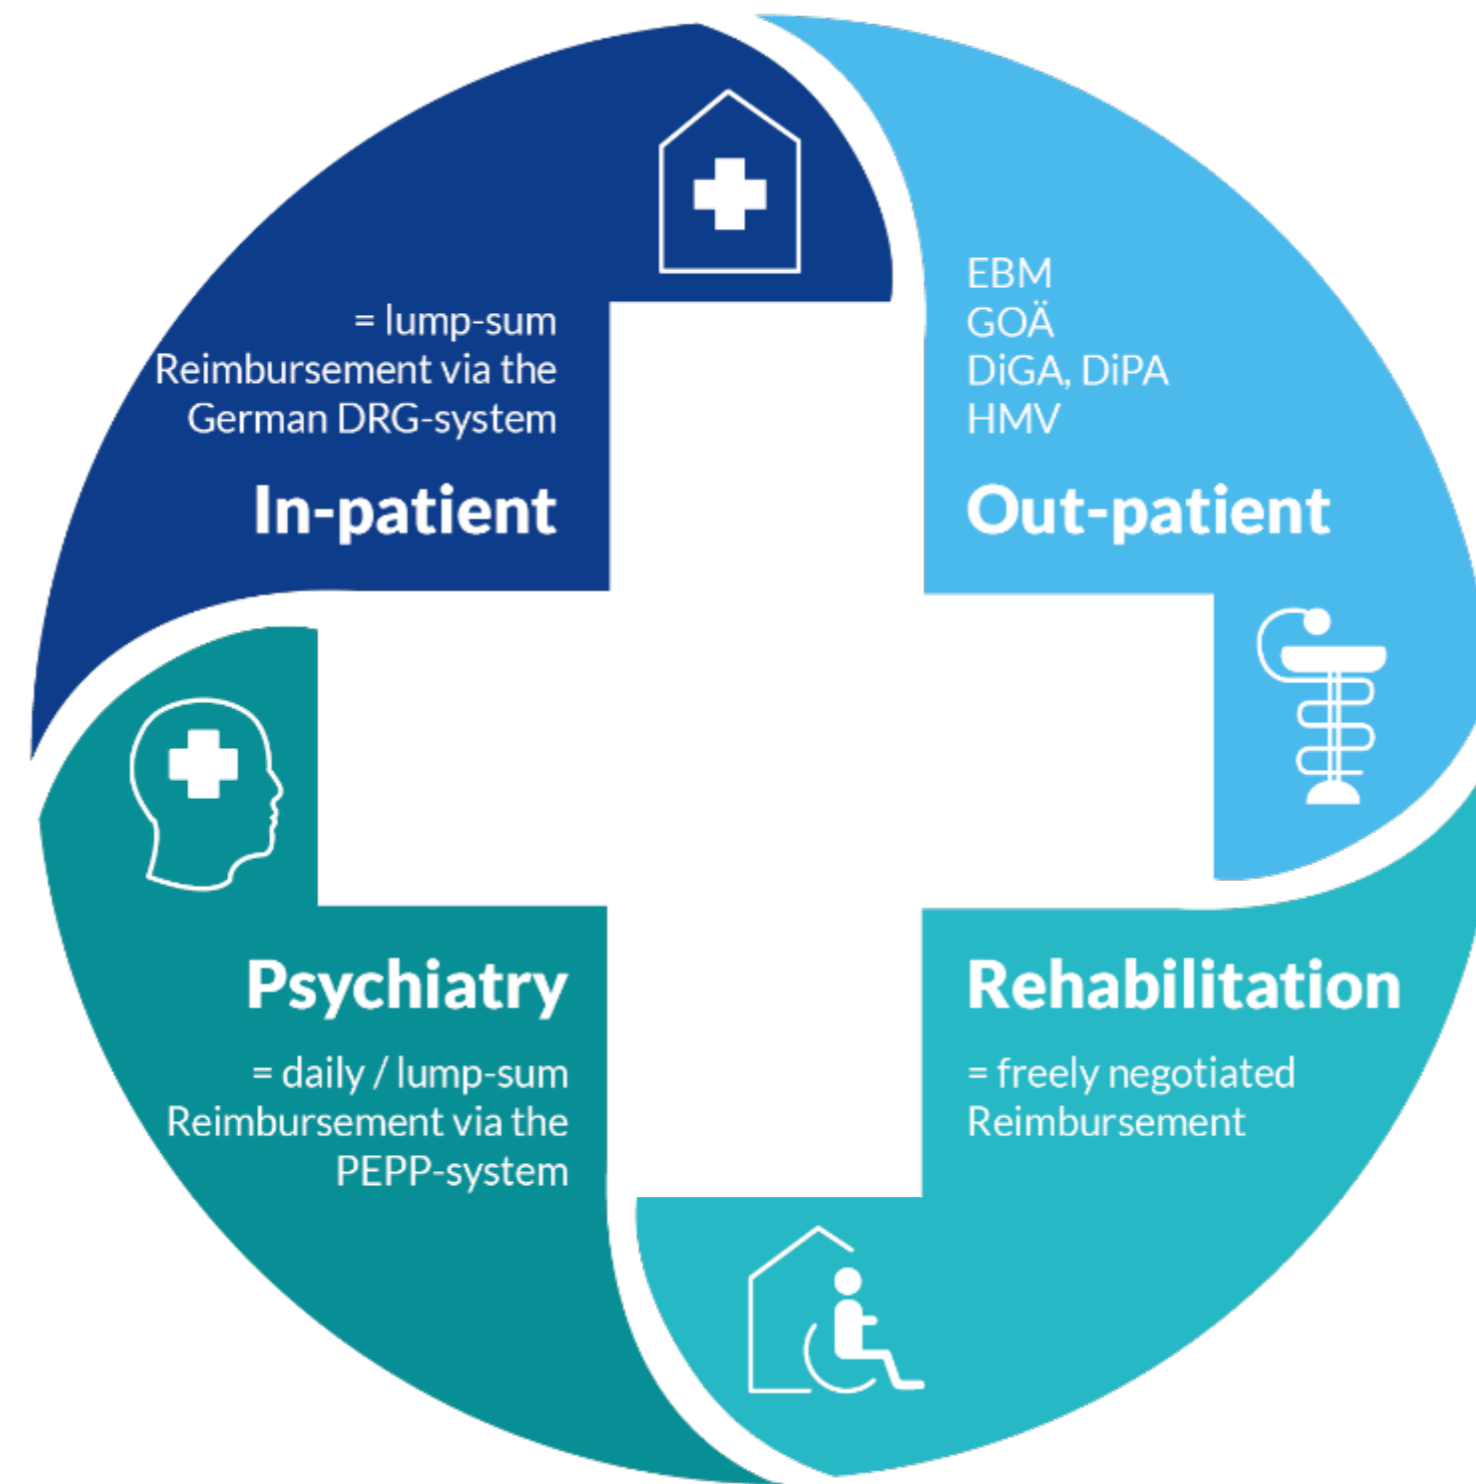 = lump-sum
Reimbursement via the
German DRG-system
In-patient
EBM
GOÄ
DiGA, DiPA
HMV
Out-patient
Psychiatry
= daily / lump-sum
Reimbursement via the
PEPP-system
Rehabilitation
= freely negotiated
Reimbursement